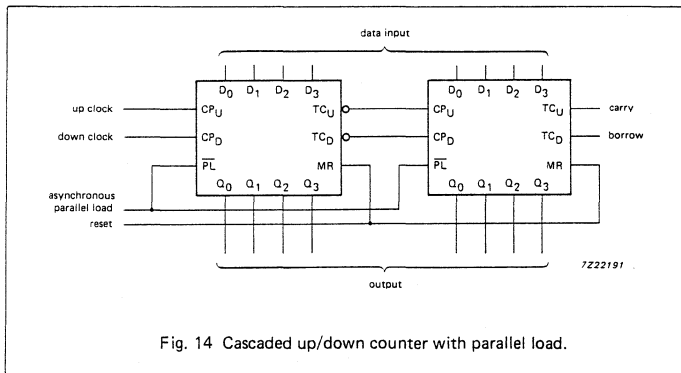 data input
D0 D1 D2 D3 D0 D1 D2 D3
up clock CPU TCU CPU TCU carry
down clock CPD TCD CPD TCD borrow
PL MR PL MR
Q0 Q1 Q2 Q3 Q0 Q1 Q2 Q3
asynchronous
parallel load
reset
7Z22191
output
Fig. 14 Cascaded up/down counter with parallel load.